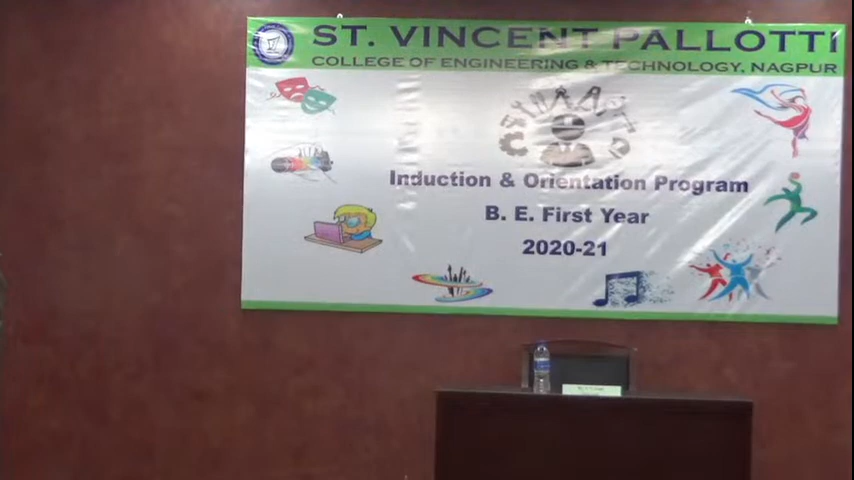 ST. VINCENT PALLOTTI
COLLEGE OF ENGINEERING & TECHNOLOGY, NAGPUR
Induction & Orientation Program
B. E. First Year
2020-21